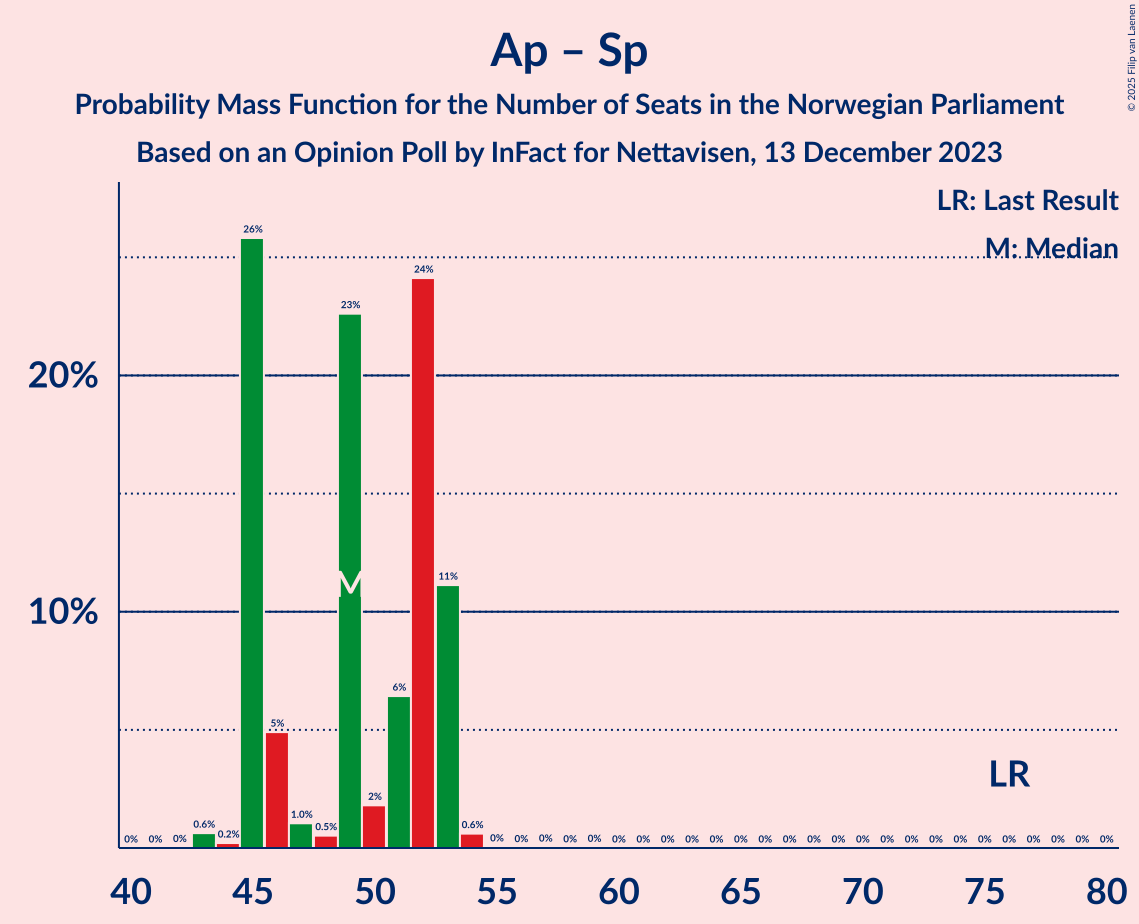 Ap – Sp
Probability Mass Function for the Number of Seats in the Norwegian Parliament
Based on an Opinion Poll by InFact for Nettavisen, 13 December 2023
© 2025 Filip van Laenen
LR: Last Result
M: Median
20%
10%
0% 0% 0% 0.6% 0.2% 26% 5% 1.0% 0.5% 23% 2% 6% 24% 11% 0.6% 0% 0% 0% 0% 0% 0% 0% 0% 0% 0% 0% 0% 0% 0% 0% 0% 0% 0% 0% 0% 0% 0% 0% 0% 0% 0%
M
LR
40 45 50 55 60 65 70 75 80